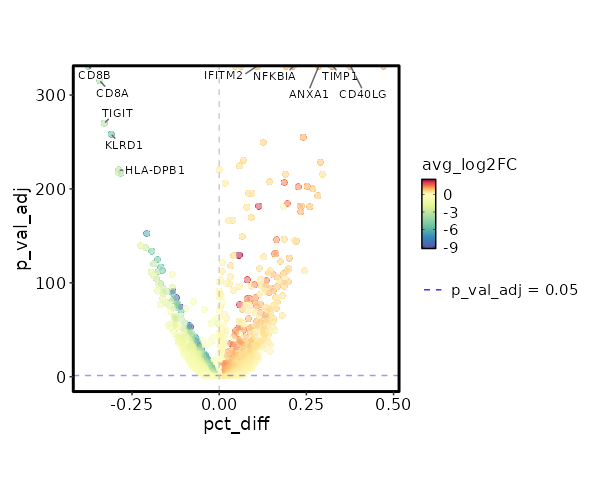 CD8B
IFITM2
NFKBIA
TIMP1
CD8A
ANXA1
CD40LG
TIGIT
KLRD1
HLA-DPB1
300
200
100
0
p_val_adj
-0.25
0.00
0.25
0.50
pct_diff
avg_log2FC
0
-3
-6
-9
p_val_adj = 0.05